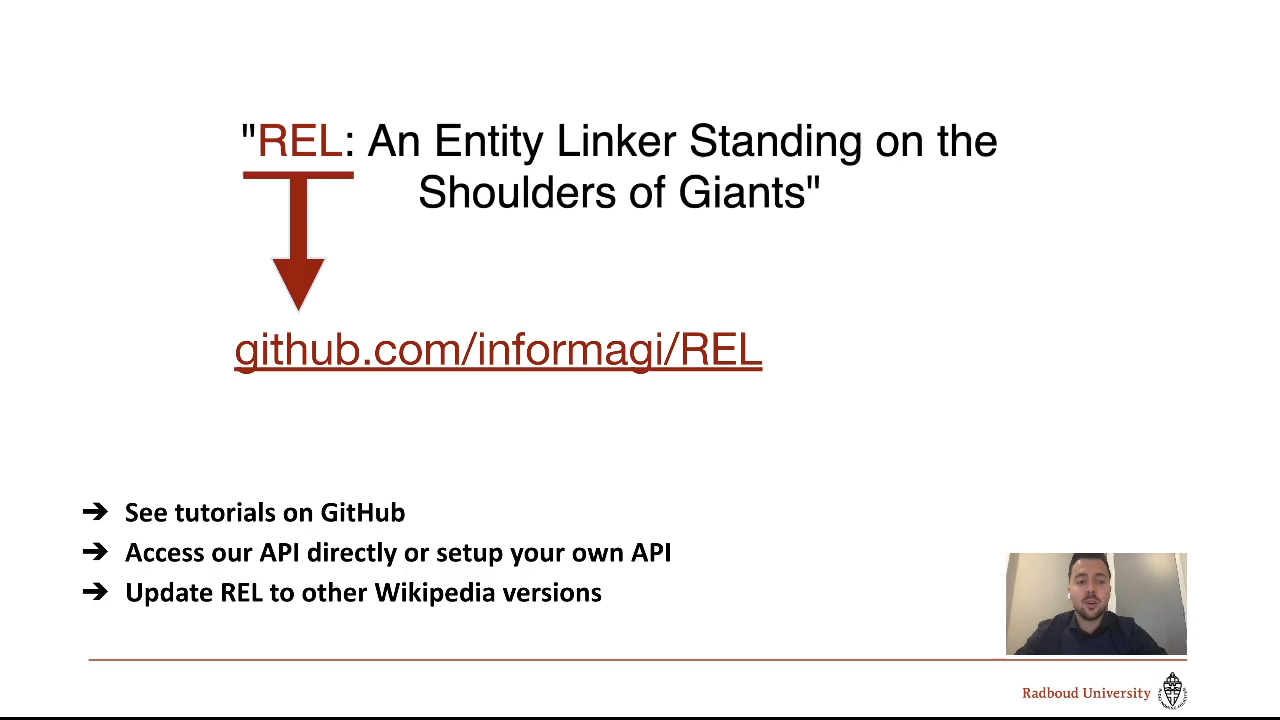 "REL: An Entity Linker Standing on the
Shoulders of Giants"
github.com/informagi/REL
➔ See tutorials on GitHub
➔ Access our API directly or setup your own API
➔ Update REL to other Wikipedia versions
Radboud University